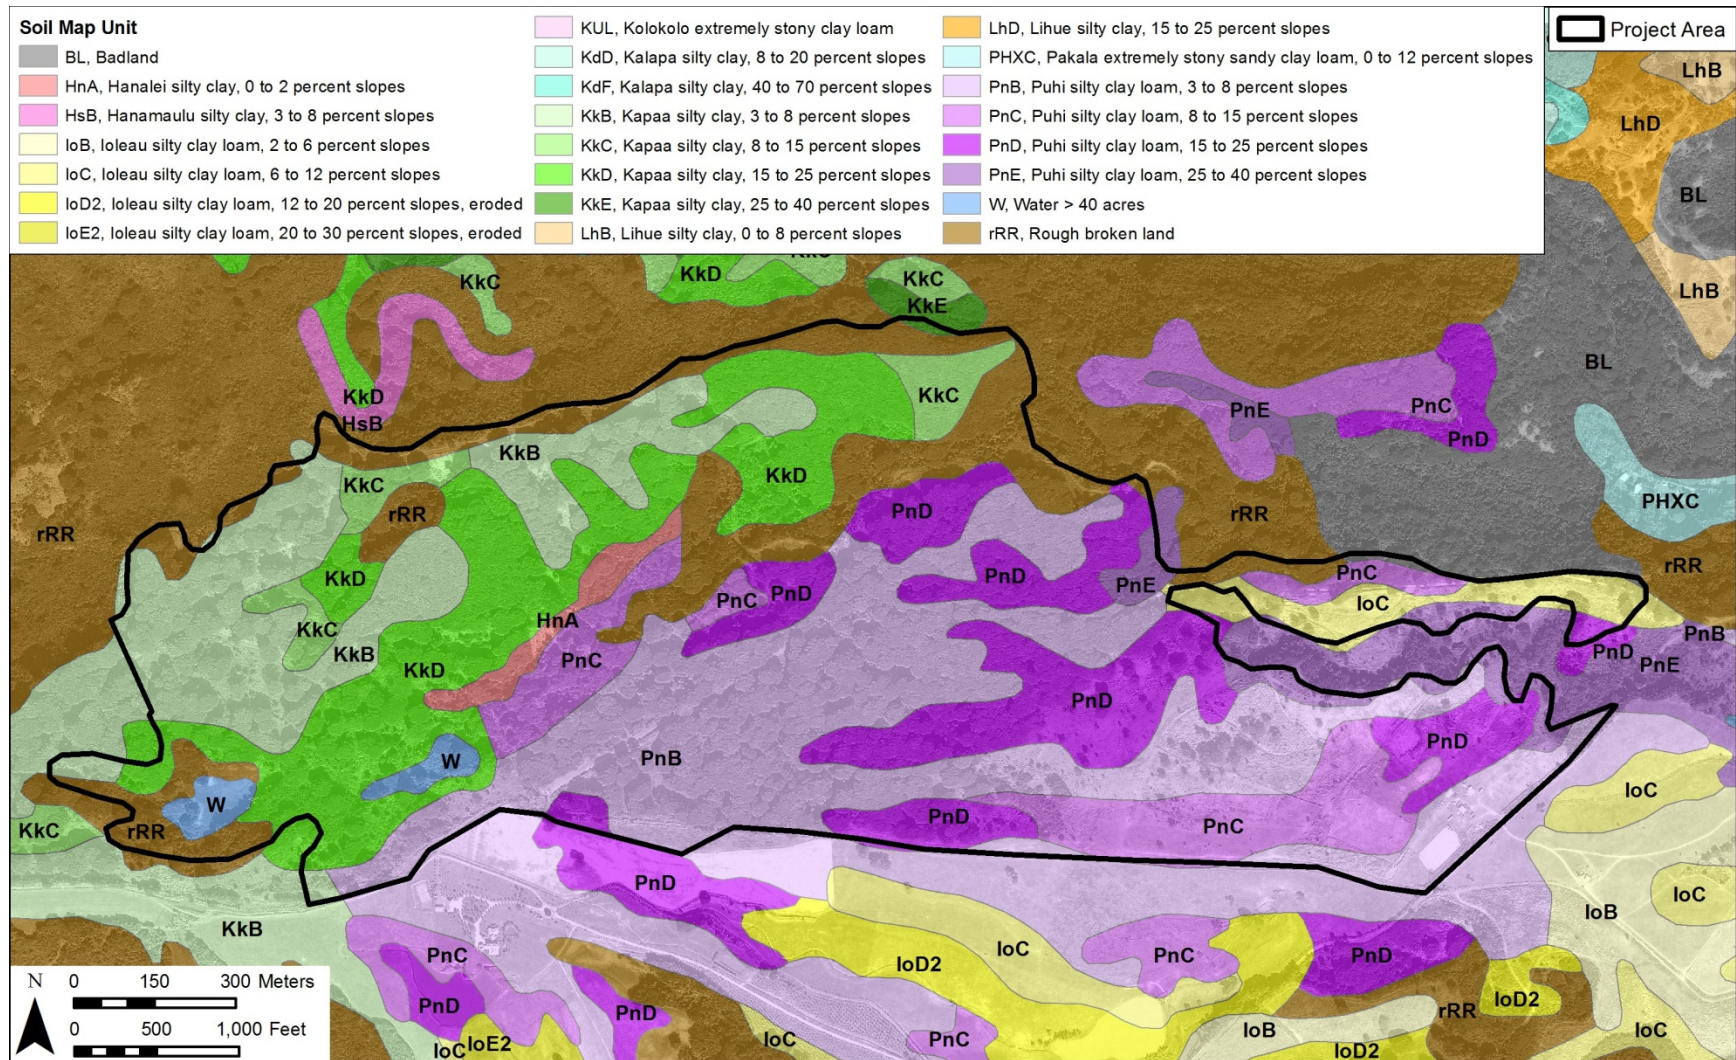 Soil Map Unit
BL, Badland
HnA, Hanalei silty clay, 0 to 2 percent slopes
HsB, Hanamaulu silty clay, 3 to 8 percent slopes
IoB, Ioleau silty clay loam, 2 to 6 percent slopes
IoC, Ioleau silty clay loam, 6 to 12 percent slopes
IoD2, Ioleau silty clay loam, 12 to 20 percent slopes, eroded
IoE2, Ioleau silty clay loam, 20 to 30 percent slopes, eroded
KUL, Kolokolo extremely stony clay loam
KdD, Kalapa silty clay, 8 to 20 percent slopes
KdF, Kalapa silty clay, 40 to 70 percent slopes
KkB, Kapaa silty clay, 3 to 8 percent slopes
KkC, Kapaa silty clay, 8 to 15 percent slopes
KkD, Kapaa silty clay, 15 to 25 percent slopes
KkE, Kapaa silty clay, 25 to 40 percent slopes
LhB, Lihue silty clay, 0 to 8 percent slopes
LhD, Lihue silty clay, 15 to 25 percent slopes
PHXC, Pakala extremely stony sandy clay loam, 0 to 12 percent slopes
PnB, Puhi silty clay loam, 3 to 8 percent slopes
PnC, Puhi silty clay loam, 8 to 15 percent slopes
PnD, Puhi silty clay loam, 15 to 25 percent slopes
PnE, Puhi silty clay loam, 25 to 40 percent slopes
W, Water > 40 acres
rRR, Rough broken land
Project Area
LhB
LhD
BL
LhB
KkC
KkD
KkC
KkE
BL
KkD
HsB
KkC
PnE
PnC
PnD
KkB
KkC
KkD
PHXC
rRR
rRR
PnD
rRR
KkD
PnD
PnE
PnC
rRR
PnC
PnD
IoC
HnA
KkC
KkB
PnC
PnB
PnD
PnE
KkD
PnD
PnD
PnB
W
IoC
W
rRR
KkC
PnD
PnC
PnD
IoC
IoB
KkB
PnC
IoD2
IoC
PnC
PnD
PnD
PnD
IoD2
rRR
IoC
IoE2
IoC
PnC
IoB
IoD2
IoC
N
0 150 300 Meters
0 500 1,000 Feet